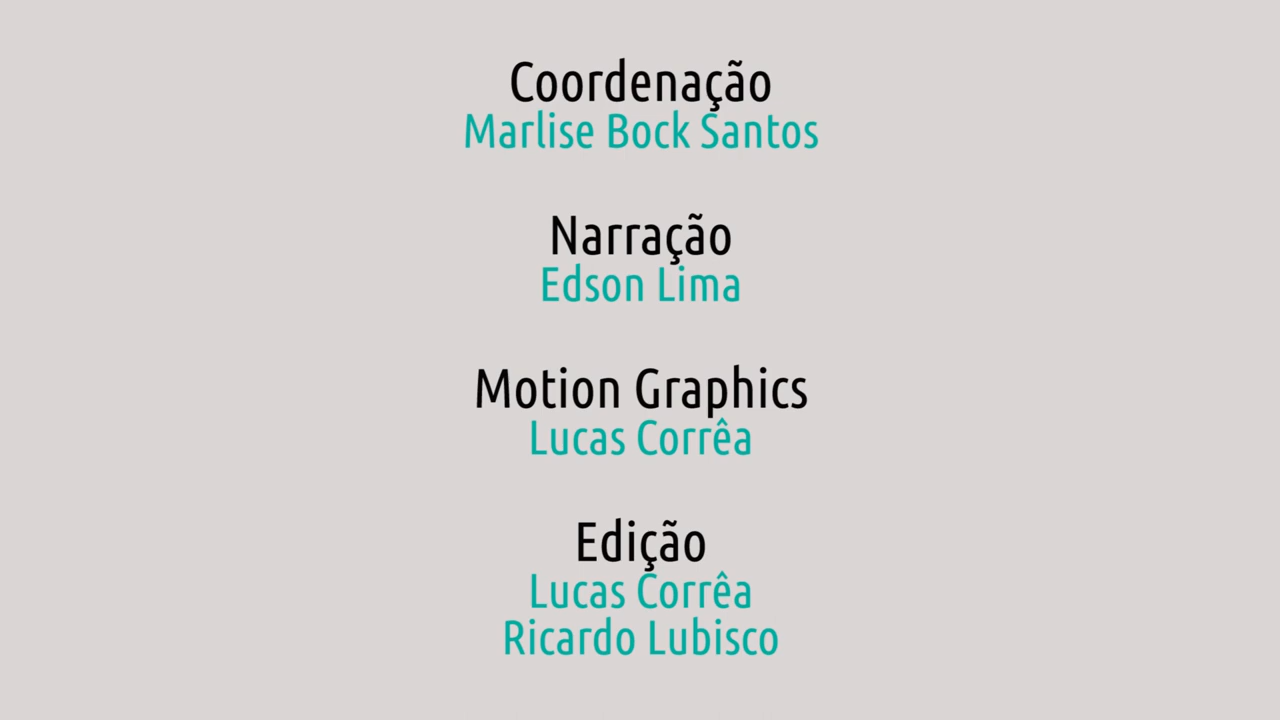 Coordenação
Marlise Bock Santos
Narração
Edson Lima
Motion Graphics
Lucas Corrêa
Edição
Lucas Corrêa
Ricardo Lubisco